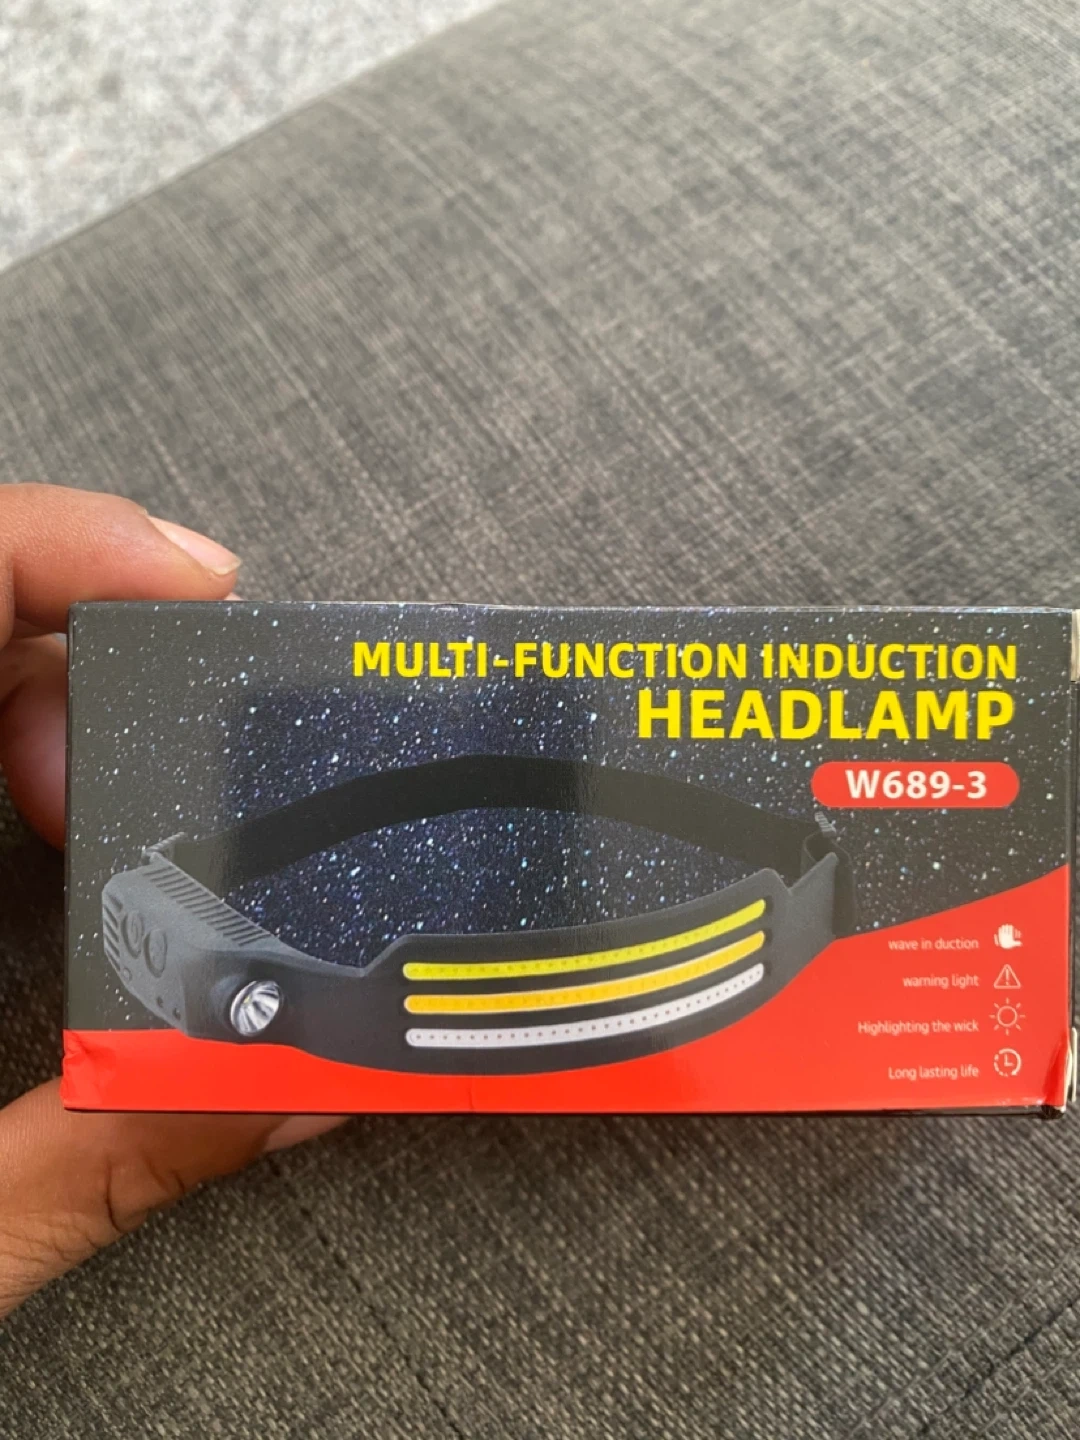 MULTI-FUNCTION INDUCTION
HEADLAMP
W689-3
wave in duction
warning light
Highlighting the wick
Long lasting life